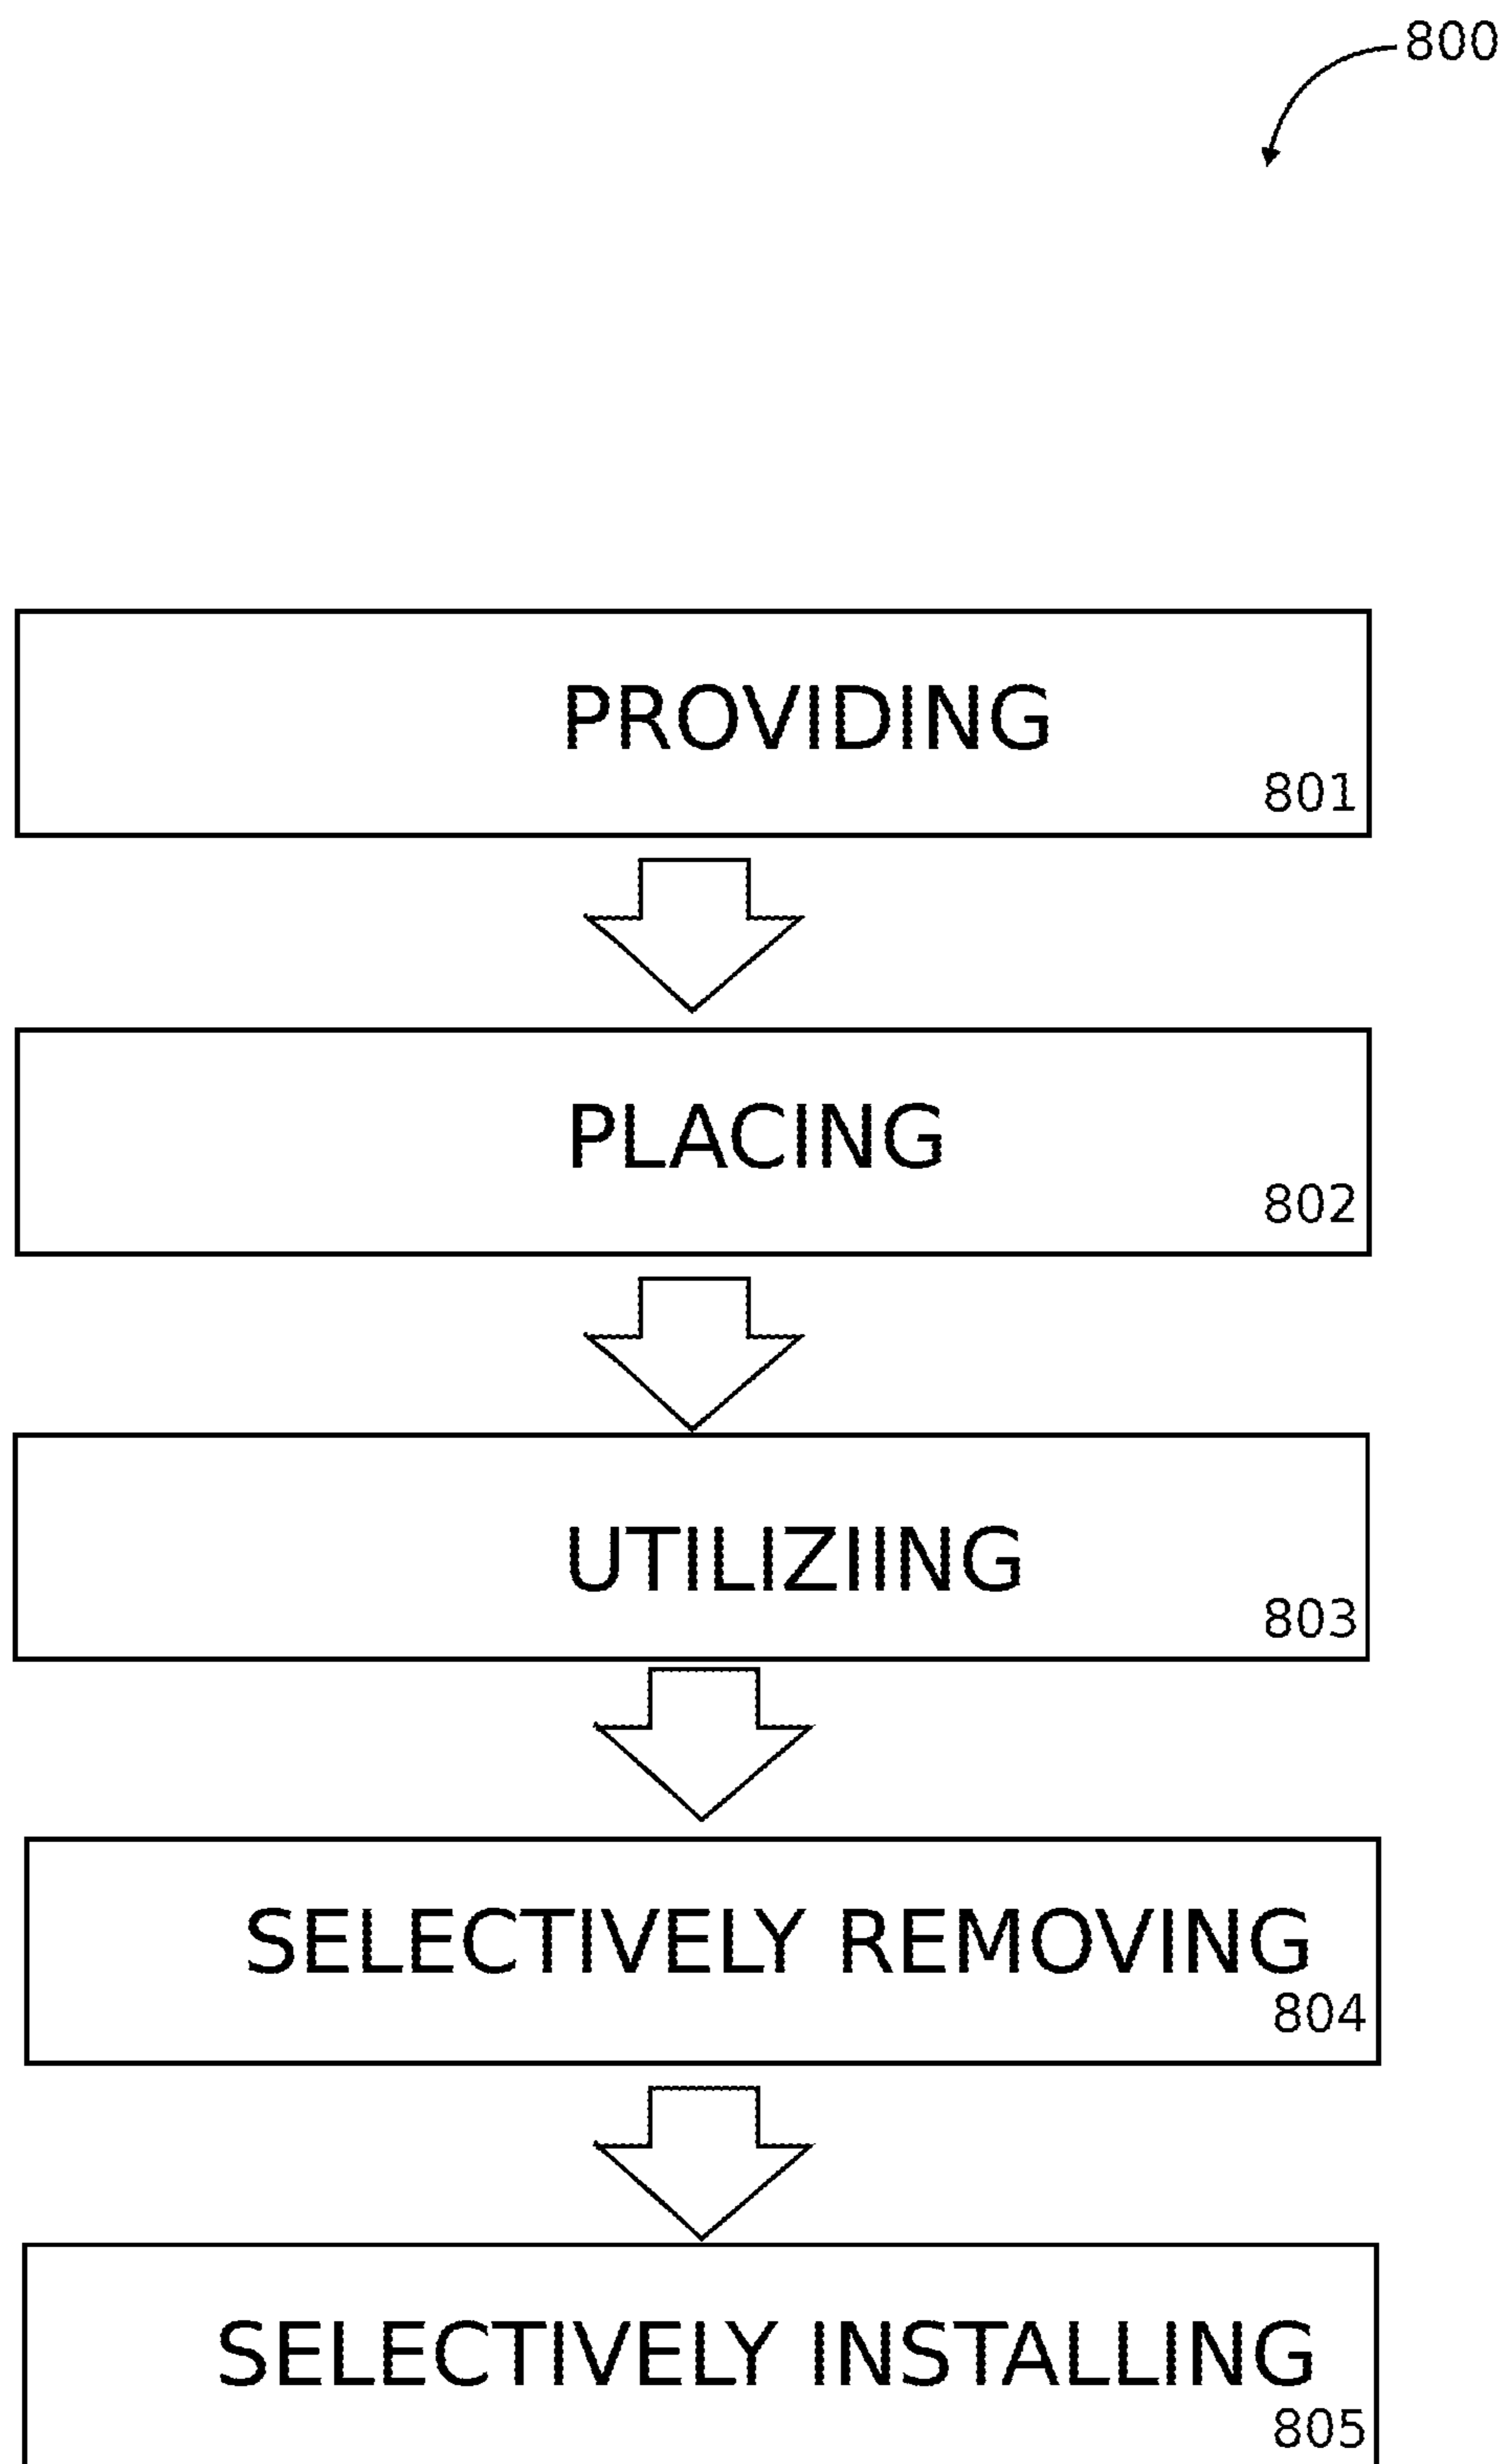 800
PROVIDING
801
PLACING
802
UTILIZIING
803
SELECTIVELY REMOVING
804
SELECTIVELY INSTALLING
805